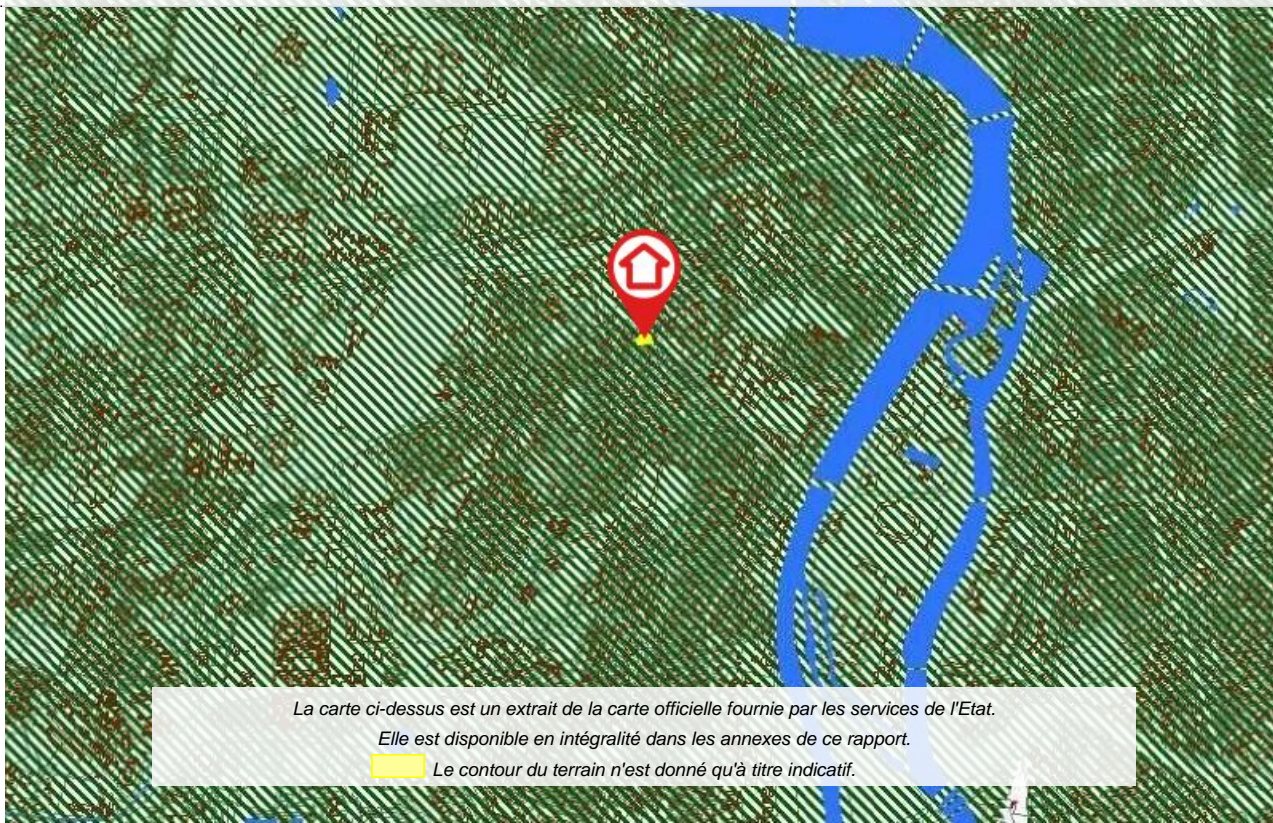 La carte ci-dessus est un extrait de la carte officielle fournie par les services de l'Etat.
Elle est disponible en intégralité dans les annexes de ce rapport.
Le contour du terrain n'est donné qu'à titre indicatif.